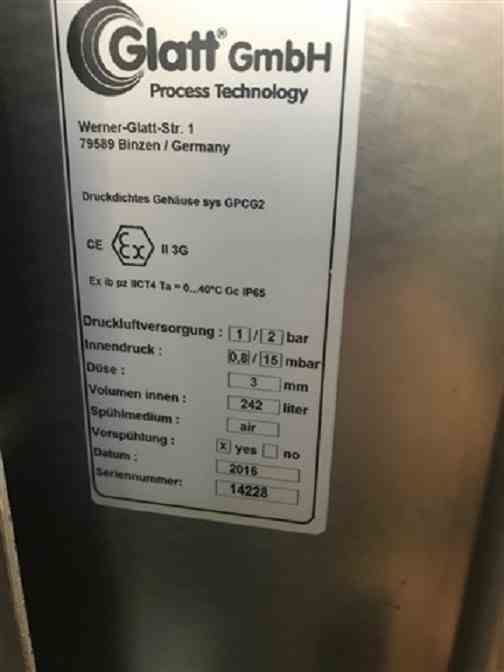 Glatt® GmbH
Process Technology
Werner-Glatt-Str. 1
79589 Binzen / Germany
Druckdichtes Gehäuse sys GPCG2
CE Ex II 3G
Ex ib pz IICT4 Ta = 0...40°C Gc IP65
Druckluftversorgung : 1 / 2 bar
Innendruck : 0,8 / 15 mbar
Düse : 3 mm
Volumen innen : 242 liter
Spühlmedium : air
Vorspühlung : x yes no
Datum : 2016
Seriennummer: 14228